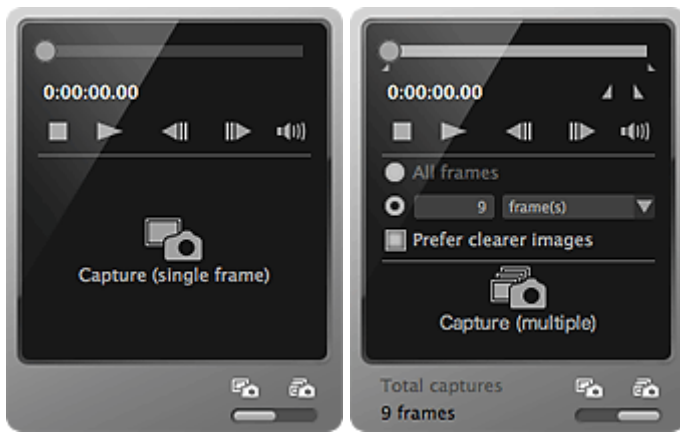 0:00:00.00
Capture (single frame)
0:00:00.00
All frames
9 frame(s)
Prefer clearer images
Capture (multiple)
Total captures
9 frames